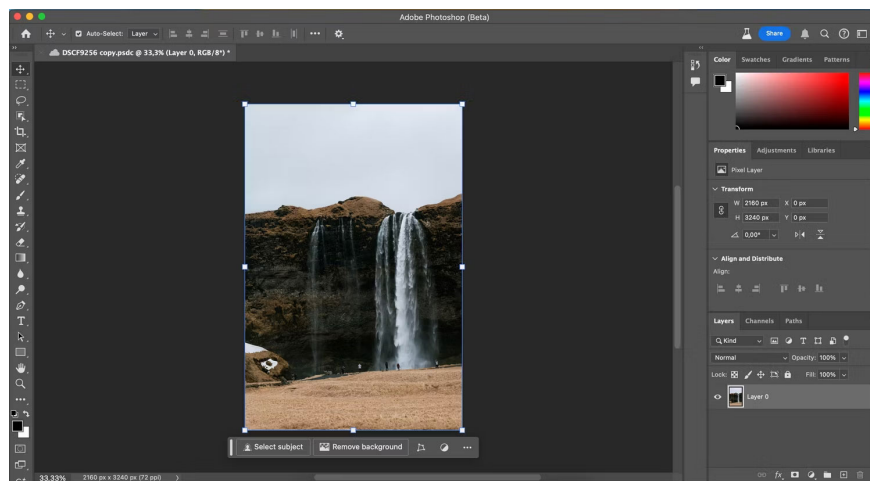 Adobe Photoshop (Beta)
Auto-Select: Layer
Share
DSCF9256 copy.psdc @ 33,3% (Layer 0, RGB/8*) *
Color Swatches Gradients Patterns
Properties Adjustments Libraries
Pixel Layer
Transform
W 2160 px X 0 px
H 3240 px Y 0 px
0,00°
Align and Distribute
Align:
Layers Channels Paths
Kind
Normal Opacity: 100%
Lock: Fill: 100%
Layer 0
Select subject Remove background
33,33% 2160 px x 3240 px (72 ppi)